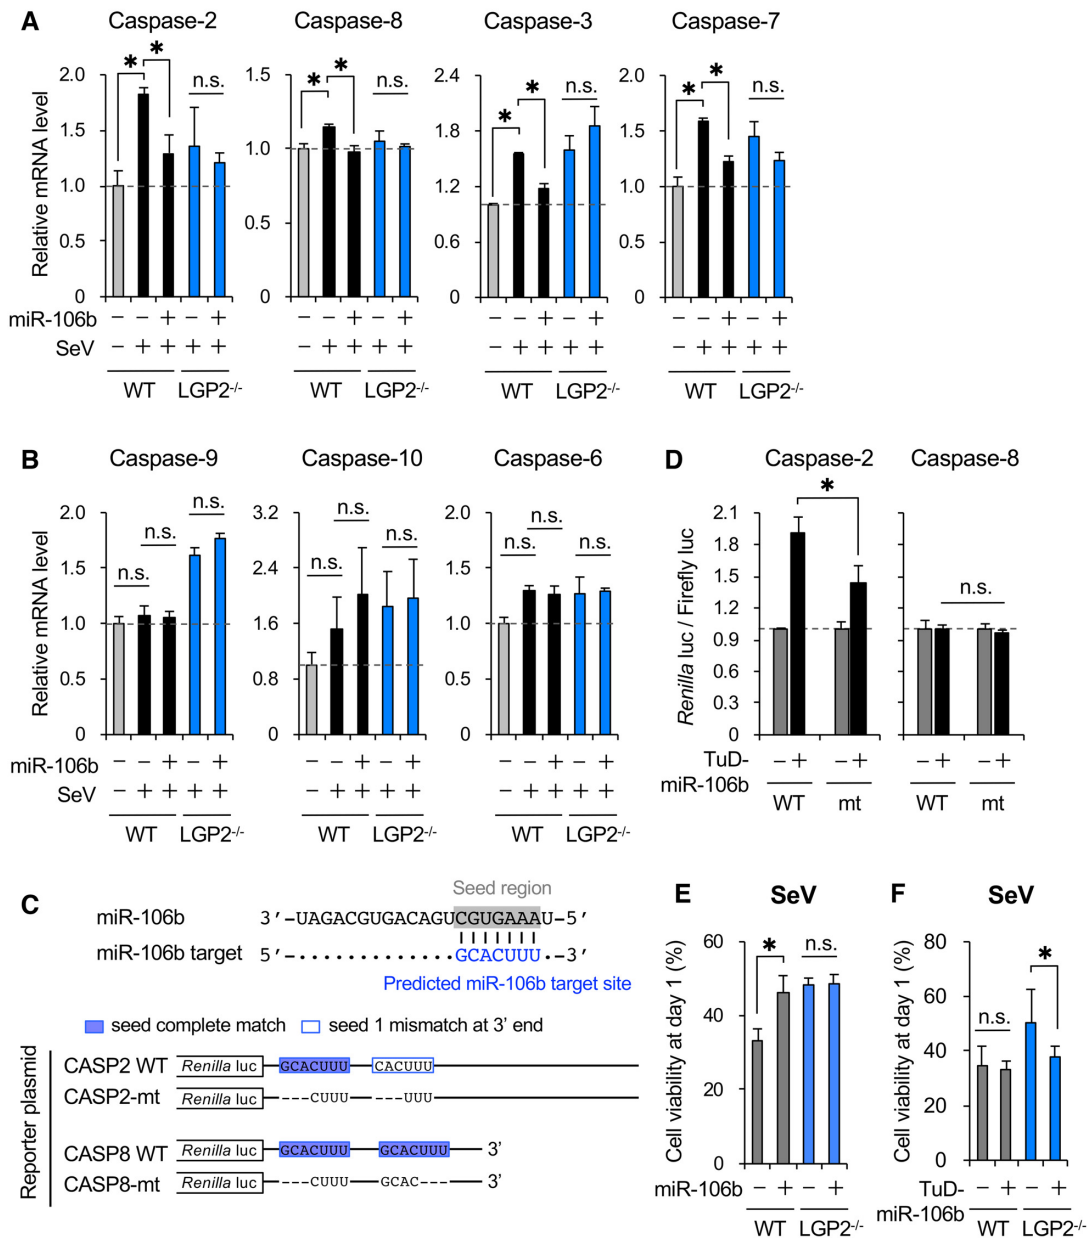 A
Caspase-2 Caspase-8 Caspase-3 Caspase-7
Relative mRNA level
2.0 1.5 1.0 0.5 0
* * n.s.
1.5 1.0 0.5 0
* * n.s.
2.4 1.8 1.2 0.6 0
* * n.s.
2.0 1.5 1.0 0.5 0
* * n.s.
miR-106b – – + – + – – + – + – – + – + – – + – +
SeV – + + + + – + + + + – + + + + – + + + +
WT LGP2-/- WT LGP2-/- WT LGP2-/- WT LGP2-/-
B
Caspase-9 Caspase-10 Caspase-6
Relative mRNA level
2.0 1.5 1.0 0.5 0
n.s. n.s. n.s.
3.2 2.4 1.6 0.8 0
n.s. n.s. n.s.
2.0 1.5 1.0 0.5 0
n.s. n.s. n.s.
miR-106b – – + – + – – + – + – – + – +
SeV – + + + + – + + + + – + + + +
WT LGP2-/- WT LGP2-/- WT LGP2-/-
D
Caspase-2 Caspase-8
Renilla luc / Firefly luc
2.1 1.8 1.5 1.2 0.9 0.6 0.3 0
* n.s.
TuD-miR-106b – + – + – + – +
WT mt WT mt
C
Seed region
miR-106b 3′–UAGACGUGACAGUCGUGAAAU–5′
miR-106b target 5′–·············GCACUUU·–3′
Predicted miR-106b target site
seed complete match seed 1 mismatch at 3′ end
Reporter plasmid
CASP2 WT Renilla luc GCACUUU CACUUU
CASP2-mt Renilla luc ---CUUU ---UUU
CASP8 WT Renilla luc GCACUUU GCACUUU 3′
CASP8-mt Renilla luc ---CUUU GCAC--- 3′
E
SeV
Cell viability at day 1 (%)
60 40 20 0
* n.s.
miR-106b – + – +
WT LGP2-/-
F
SeV
Cell viability at day 1 (%)
80 60 40 20 0
n.s. *
TuD-miR-106b – + – +
WT LGP2-/-